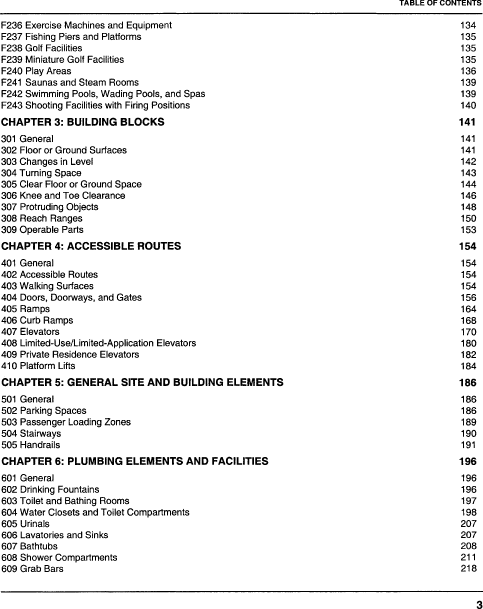 TABLE OF CONTENTS
F236 Exercise Machines and Equipment 134
F237 Fishing Piers and Platforms 135
F238 Golf Facilities 135
F239 Miniature Golf Facilities 135
F240 Play Areas 136
F241 Saunas and Steam Rooms 139
F242 Swimming Pools, Wading Pools, and Spas 139
F243 Shooting Facilities with Firing Positions 140
CHAPTER 3: BUILDING BLOCKS 141
301 General 141
302 Floor or Ground Surfaces 141
303 Changes in Level 142
304 Turning Space 143
305 Clear Floor or Ground Space 144
306 Knee and Toe Clearance 146
307 Protruding Objects 148
308 Reach Ranges 150
309 Operable Parts 153
CHAPTER 4: ACCESSIBLE ROUTES 154
401 General 154
402 Accessible Routes 154
403 Walking Surfaces 154
404 Doors, Doorways, and Gates 156
405 Ramps 164
406 Curb Ramps 168
407 Elevators 170
408 Limited-Use/Limited-Application Elevators 180
409 Private Residence Elevators 182
410 Platform Lifts 184
CHAPTER 5: GENERAL SITE AND BUILDING ELEMENTS 186
501 General 186
502 Parking Spaces 186
503 Passenger Loading Zones 189
504 Stairways 190
505 Handrails 191
CHAPTER 6: PLUMBING ELEMENTS AND FACILITIES 196
601 General 196
602 Drinking Fountains 196
603 Toilet and Bathing Rooms 197
604 Water Closets and Toilet Compartments 198
605 Urinals 207
606 Lavatories and Sinks 207
607 Bathtubs 208
608 Shower Compartments 211
609 Grab Bars 218
3